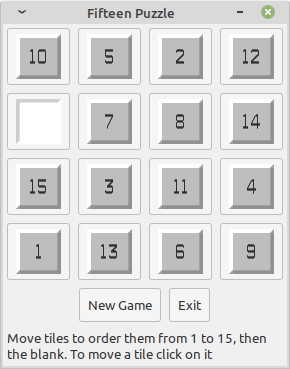 Fifteen Puzzle
10 5 2 12
7 8 14
15 3 11 4
1 13 6 9
New Game Exit
Move tiles to order them from 1 to 15, then
the blank. To move a tile click on it